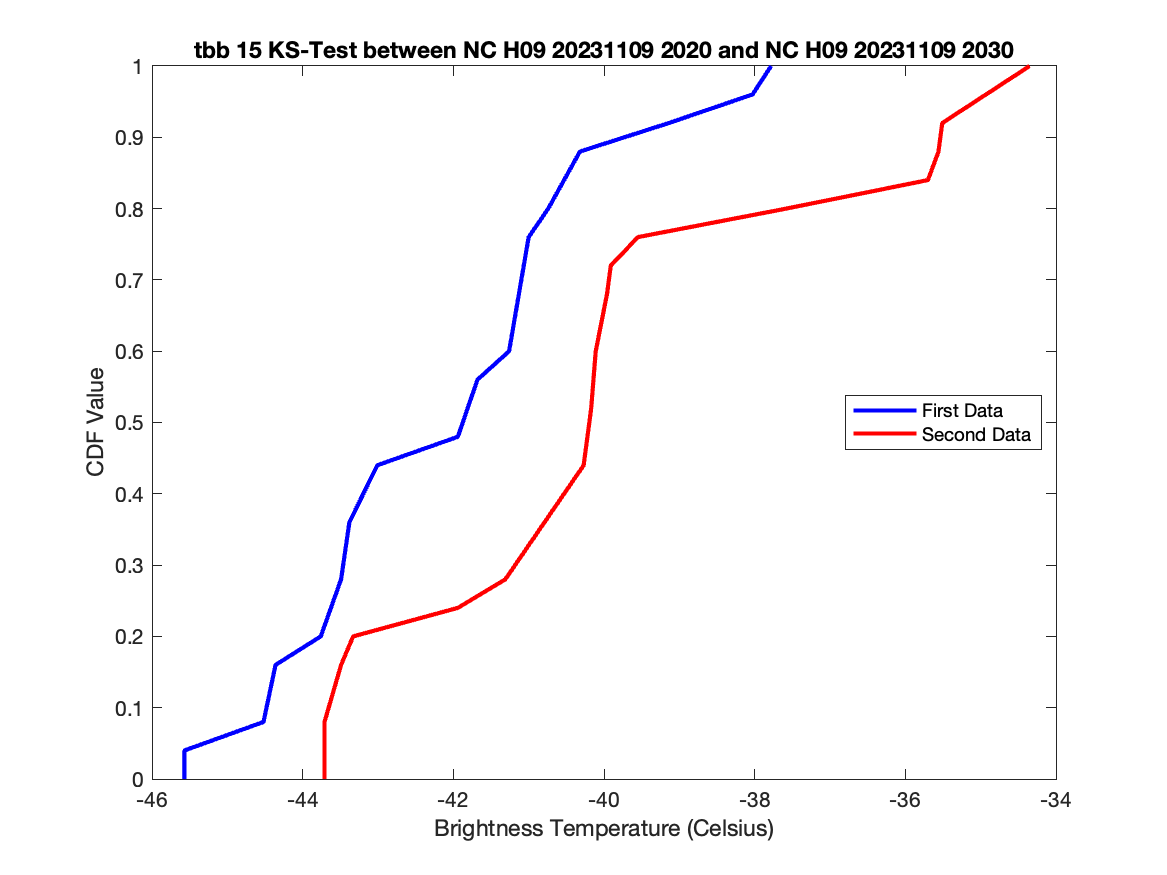 tbb 15 KS-Test between NC H09 20231109 2020 and NC H09 20231109 2030
1
0.9
0.8
0.7
0.6
0.5
0.4
0.3
0.2
0.1
0
CDF Value
First Data
Second Data
-46 -44 -42 -40 -38 -36 -34
Brightness Temperature (Celsius)